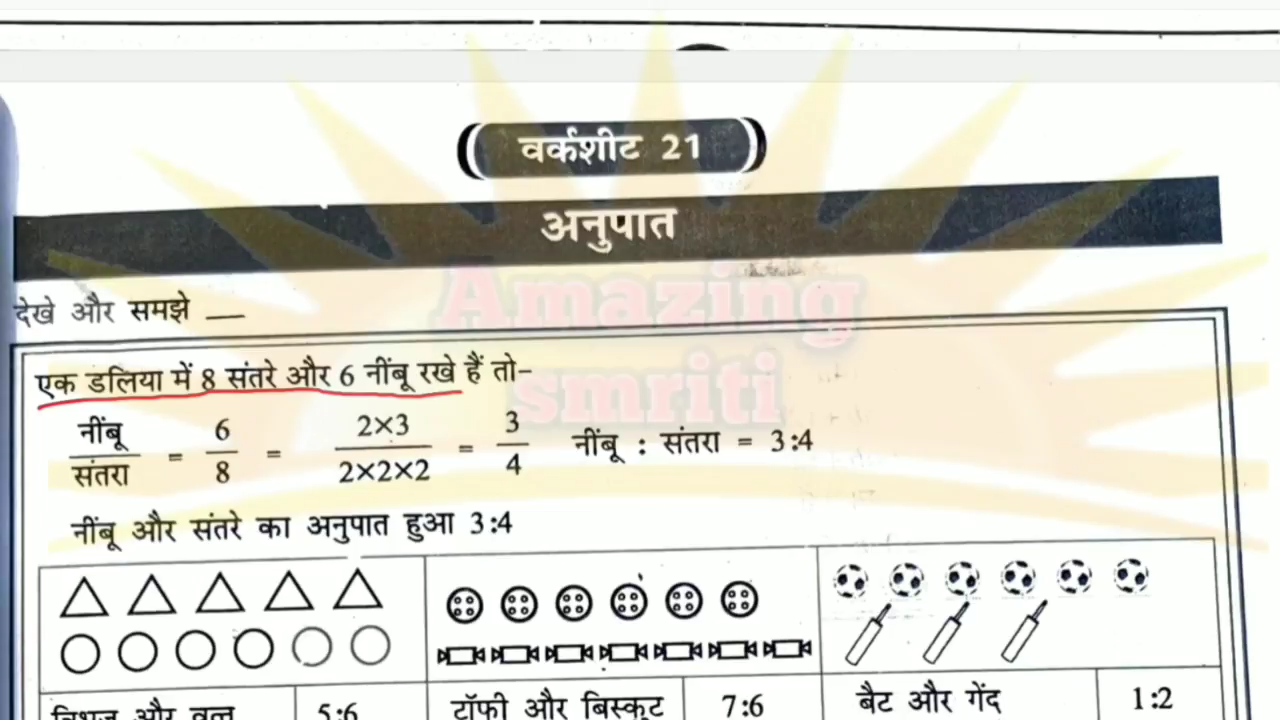 वर्कशीट 21
अनुपात
Amazing
smriti
देखे और समझे —
एक डलिया में 8 संतरे और 6 नींबू रखे हैं तो-
नींबू/संतरा = 6/8 = 2×3/2×2×2 = 3/4 नींबू : संतरा = 3:4
नींबू और संतरे का अनुपात हुआ 3:4
त्रिभुज और वृत्त 5:6 टॉफी और बिस्कुट 7:6 बैट और गेंद 1:2